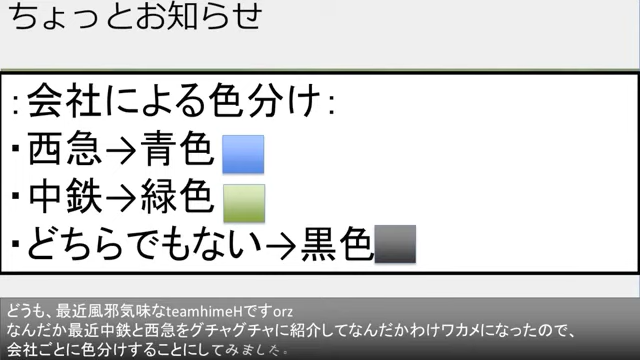 ちょっとお知らせ
：会社による色分け：
・西急→青色
・中鉄→緑色
・どちらでもない→黒色
どうも、最近風邪気味なteamhimeHですorz
なんだか最近中鉄と西急をグチャグチャに紹介してなんだかわけワカメになったので、
会社ごとに色分けすることにしてみました。